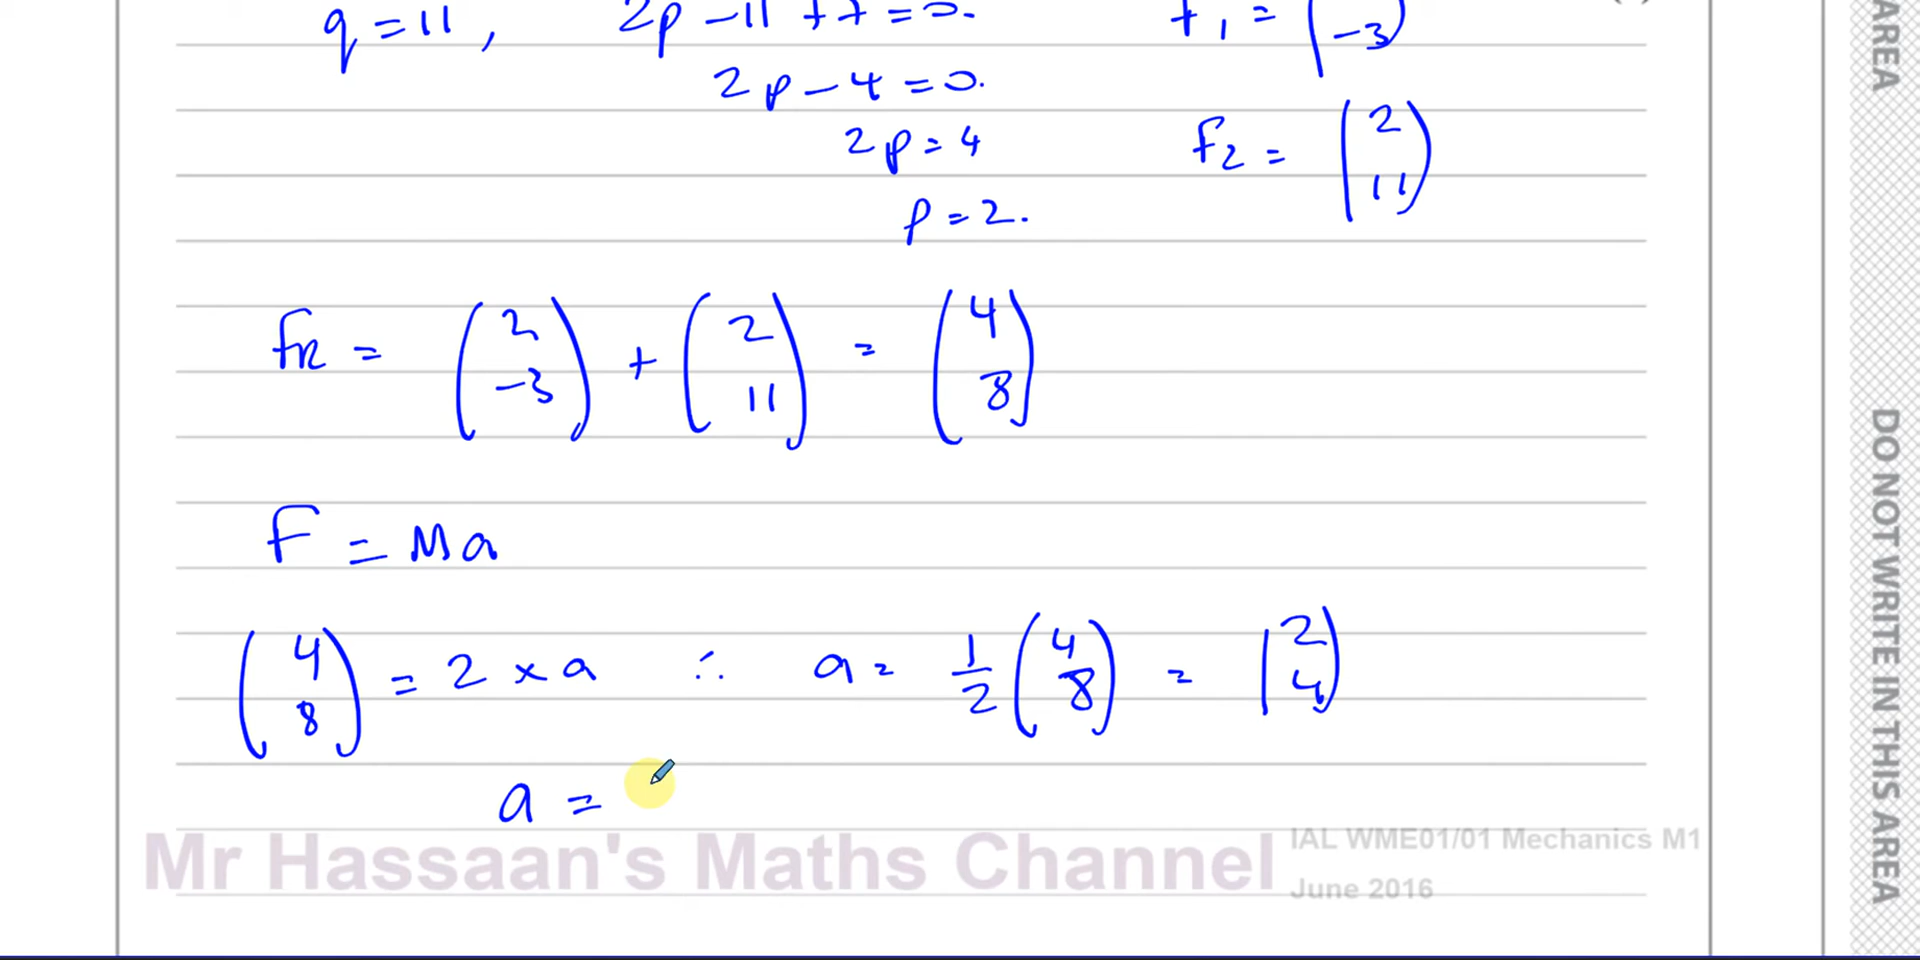 q = 11, 2p - 11 + 7 = 0.
2p - 4 = 0.
2p = 4
p = 2.
-3
F2 = (2 11)
FR = (2 -3) + (2 11) = (4 8)
F = Ma
(4 8) = 2 × a ∴ a = 1/2 (4 8) = (2 4)
a =
Mr Hassaan's Maths Channel
IAL WME01/01 Mechanics M1
June 2016
AREA
DO NOT WRITE IN THIS AREA